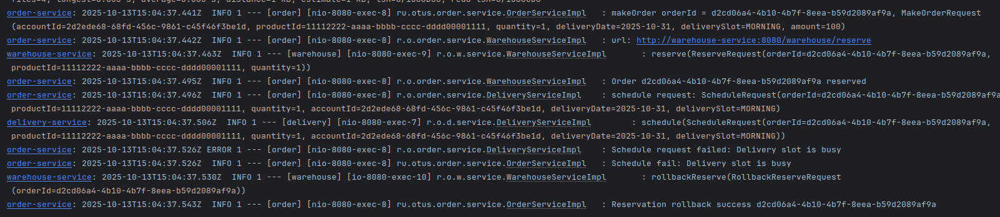 order-service: 2025-10-13T15:04:37.441Z  INFO 1 --- [order] [nio-8080-exec-8] ru.otus.order.service.OrderServiceImpl   : makeOrder orderId = d2cd06a4-4b10-4b7f-8eea-b59d2089af9a, MakeOrderRequest
(accountId=2d2ede68-68fd-456c-9861-c45f46f3be1d, productId=11112222-aaaa-bbbb-cccc-dddd00001111, quantity=1, deliveryDate=2025-10-31, deliverySlot=MORNING, amount=100)
order-service: 2025-10-13T15:04:37.442Z  INFO 1 --- [order] [nio-8080-exec-8] r.o.order.service.WarehouseServiceImpl   : url: http://warehouse-service:8080/warehouse/reserve
warehouse-service: 2025-10-13T15:04:37.463Z  INFO 1 --- [warehouse] [nio-8080-exec-9] r.o.w.service.WarehouseServiceImpl       : reserve(ReserveRequest(orderId=d2cd06a4-4b10-4b7f-8eea-b59d2089af9a,
productId=11112222-aaaa-bbbb-cccc-dddd00001111, quantity=1))
order-service: 2025-10-13T15:04:37.495Z  INFO 1 --- [order] [nio-8080-exec-8] r.o.order.service.WarehouseServiceImpl   : Order d2cd06a4-4b10-4b7f-8eea-b59d2089af9a reserved
order-service: 2025-10-13T15:04:37.496Z  INFO 1 --- [order] [nio-8080-exec-8] r.o.order.service.DeliveryServiceImpl    : schedule request: ScheduleRequest(orderId=d2cd06a4-4b10-4b7f-8eea-b59d2089af9a
productId=11112222-aaaa-bbbb-cccc-dddd00001111, quantity=1, accountId=2d2ede68-68fd-456c-9861-c45f46f3be1d, deliveryDate=2025-10-31, deliverySlot=MORNING)
delivery-service: 2025-10-13T15:04:37.506Z  INFO 1 --- [delivery] [nio-8080-exec-7] r.o.d.service.DeliveryServiceImpl        : schedule(ScheduleRequest(orderId=d2cd06a4-4b10-4b7f-8eea-b59d2089af9a,
productId=11112222-aaaa-bbbb-cccc-dddd00001111, quantity=1, accountId=2d2ede68-68fd-456c-9861-c45f46f3be1d, deliveryDate=2025-10-31, deliverySlot=MORNING))
order-service: 2025-10-13T15:04:37.526Z ERROR 1 --- [order] [nio-8080-exec-8] r.o.order.service.DeliveryServiceImpl    : Schedule request failed: Delivery slot is busy
order-service: 2025-10-13T15:04:37.526Z  INFO 1 --- [order] [nio-8080-exec-8] ru.otus.order.service.OrderServiceImpl   : Schedule fail: Delivery slot is busy
warehouse-service: 2025-10-13T15:04:37.530Z  INFO 1 --- [warehouse] [io-8080-exec-10] r.o.w.service.WarehouseServiceImpl       : rollbackReserve(RollbackReserveRequest
(orderId=d2cd06a4-4b10-4b7f-8eea-b59d2089af9a))
order-service: 2025-10-13T15:04:37.543Z  INFO 1 --- [order] [nio-8080-exec-8] ru.otus.order.service.OrderServiceImpl   : Reservation rollback success d2cd06a4-4b10-4b7f-8eea-b59d2089af9a